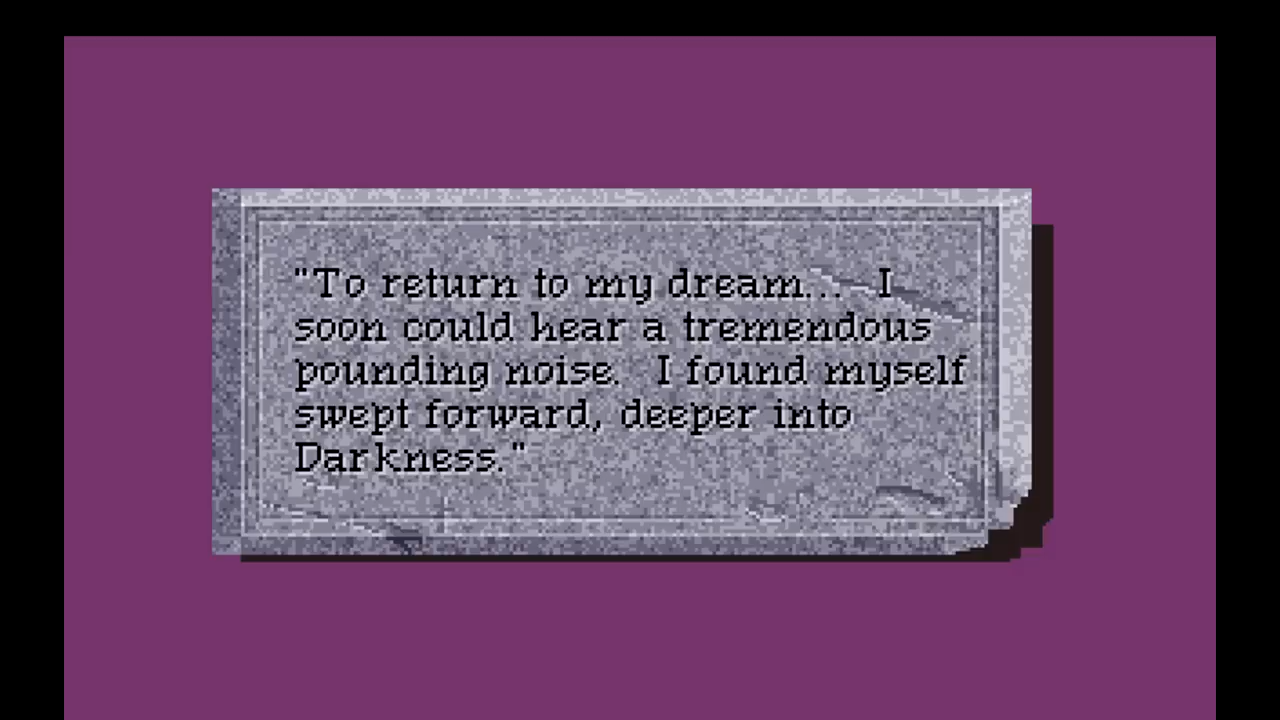 "To return to my dream... I
soon could hear a tremendous
pounding noise. I found myself
swept forward, deeper into
Darkness."